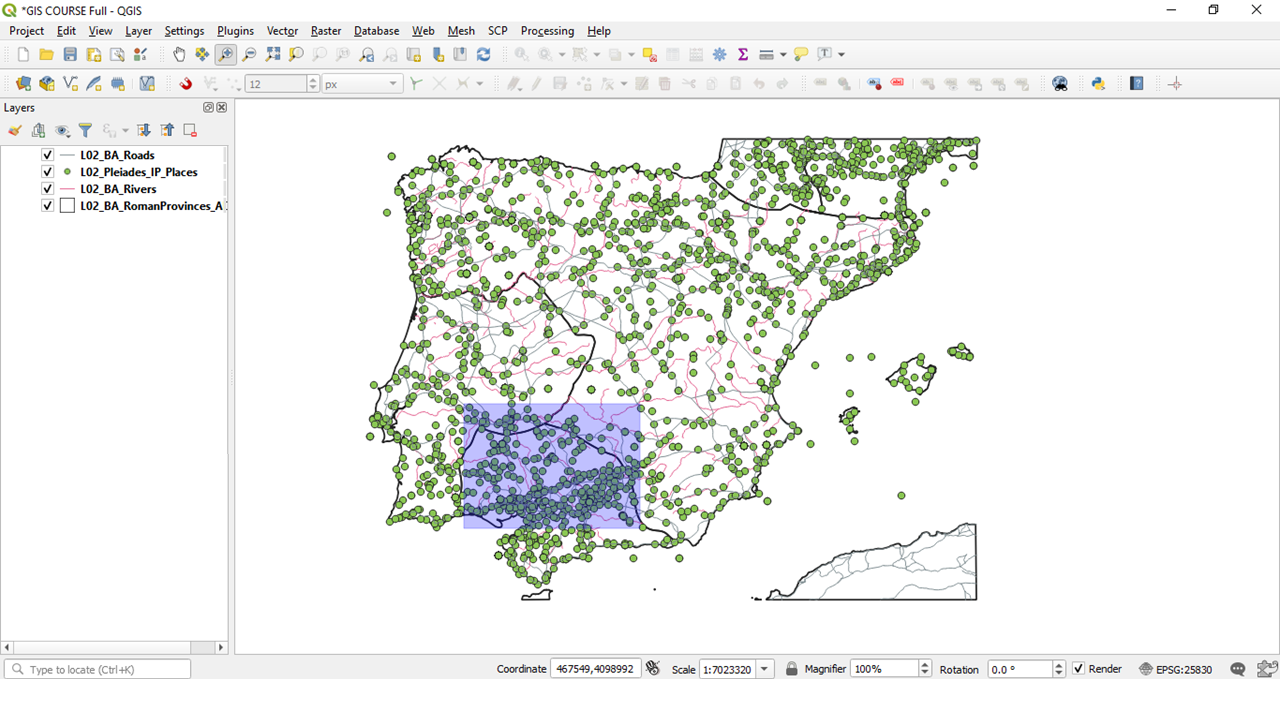 *GIS COURSE Full - QGIS
Project Edit View Layer Settings Plugins Vector Raster Database Web Mesh SCP Processing Help
12 px
Layers
L02_BA_Roads
L02_Pleiades_IP_Places
L02_BA_Rivers
L02_BA_RomanProvinces_A
Type to locate (Ctrl+K) Coordinate 467549,4098992 Scale 1:7023320 Magnifier 100% Rotation 0.0 ° Render EPSG:25830